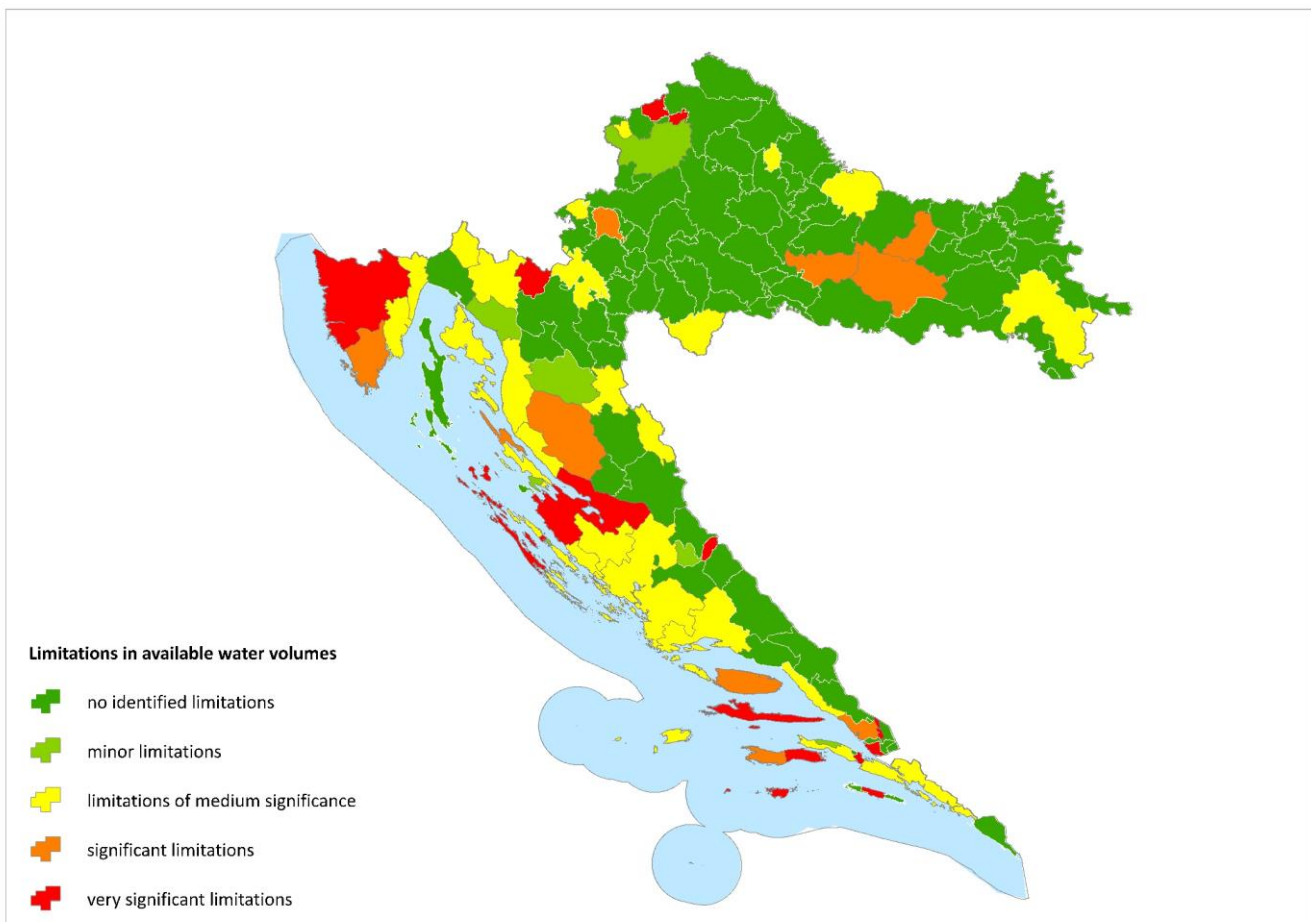 Limitations in available water volumes
no identified limitations
minor limitations
limitations of medium significance
significant limitations
very significant limitations